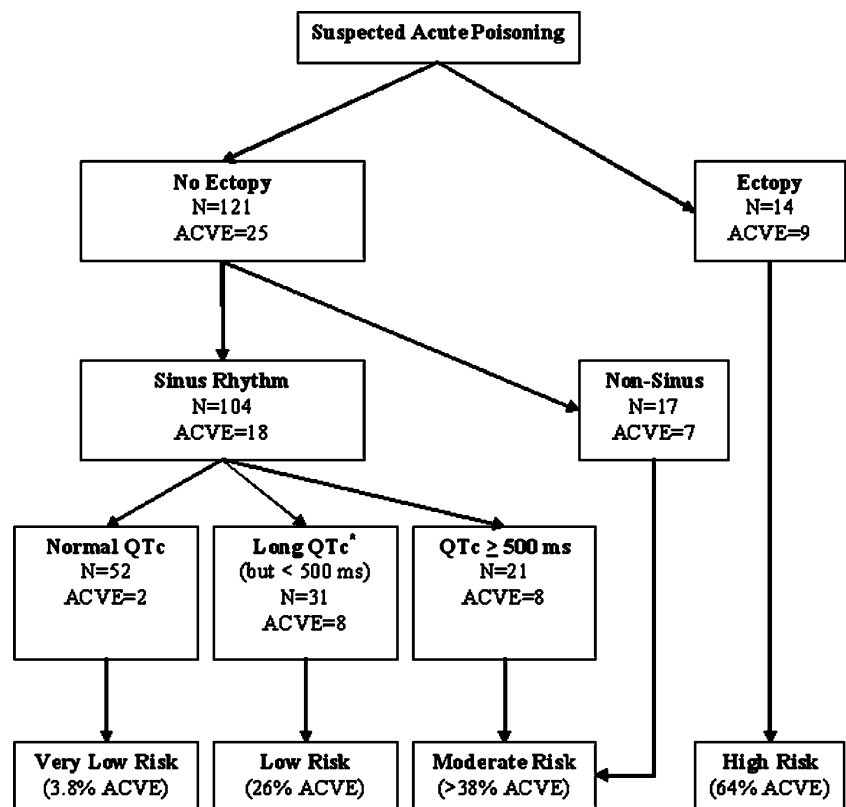 Suspected Acute Poisoning
No Ectopy
N=121
ACVE=25
Ectopy
N=14
ACVE=9
Sinus Rhythm
N=104
ACVE=18
Non-Sinus
N=17
ACVE=7
Normal QTc
N=52
ACVE=2
Long QTc*
(but < 500 ms)
N=31
ACVE=8
QTc ≥ 500 ms
N=21
ACVE=8
Very Low Risk
(3.8% ACVE)
Low Risk
(26% ACVE)
Moderate Risk
(>38% ACVE)
High Risk
(64% ACVE)